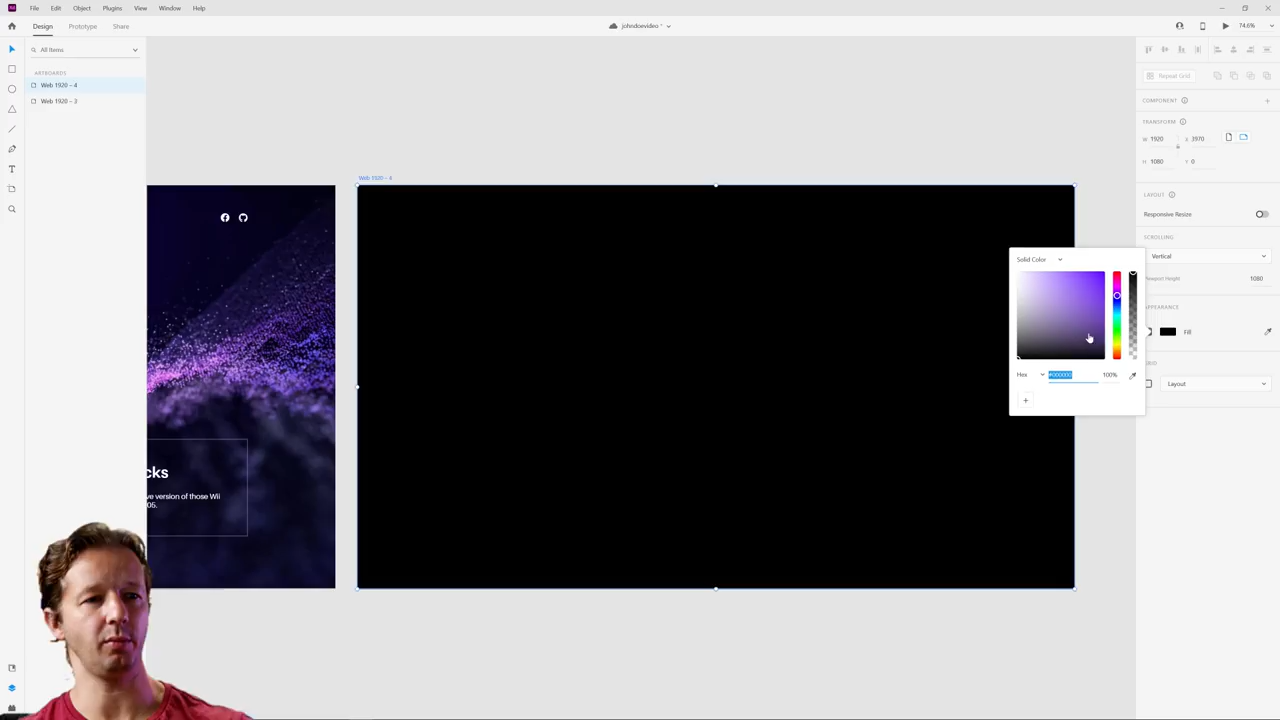 File Edit Object Plugins View Window Help
Design Prototype Share
johndoevideo *
74.6%
All Items
ARTBOARDS
Web 1920 – 4
Web 1920 – 3
Web 1920 – 4
cks
ve version of those Wii
05.
Solid Color
Hex #000000 100%
+
Repeat Grid
COMPONENT
TRANSFORM
W 1920 X 3970
H 1080 Y 0
LAYOUT
Responsive Resize
SCROLLING
Vertical
Viewport Height 1080
APPEARANCE
Fill
GRID
Layout